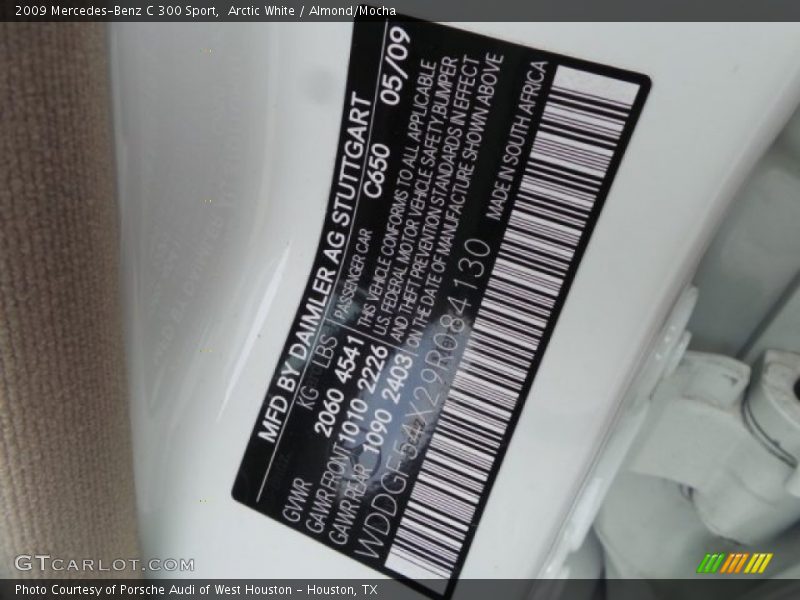 2009 Mercedes-Benz C 300 Sport,  Arctic White / Almond/Mocha
MFD BY DAIMLER AG STUTTGART
KG LBS PASSENGER CAR C650 05/09
GVWR 2060 4541
GAWR FRONT 1010 2226
GAWR REAR 1090 2403
THIS VEHICLE CONFORMS TO ALL APPLICABLE
U.S. FEDERAL MOTOR VEHICLE SAFETY, BUMPER
AND THEFT PREVENTION STANDARDS IN EFFECT
ON THE DATE OF MANUFACTURE SHOWN ABOVE
WDDGF54X29R084130 MADE IN SOUTH AFRICA
GTCARLOT.COM
Photo Courtesy of Porsche Audi of West Houston - Houston, TX